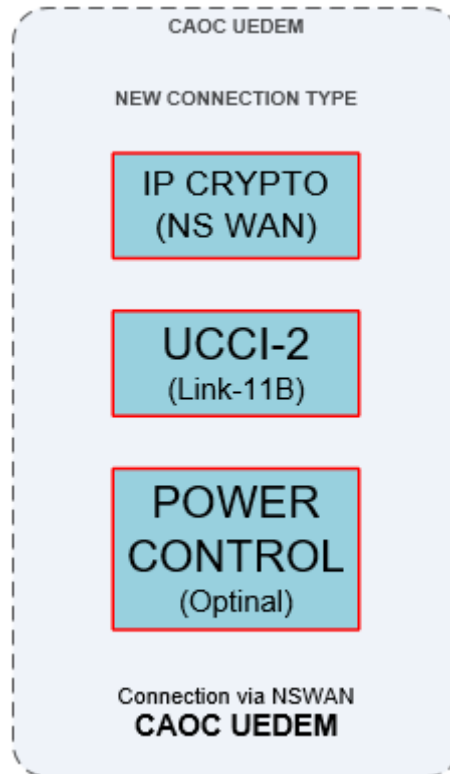 CAOC UEDEM
NEW CONNECTION TYPE
IP CRYPTO
(NS WAN)
UCCI-2
(Link-11B)
POWER
CONTROL
(Optinal)
Connection via NSWAN
CAOC UEDEM